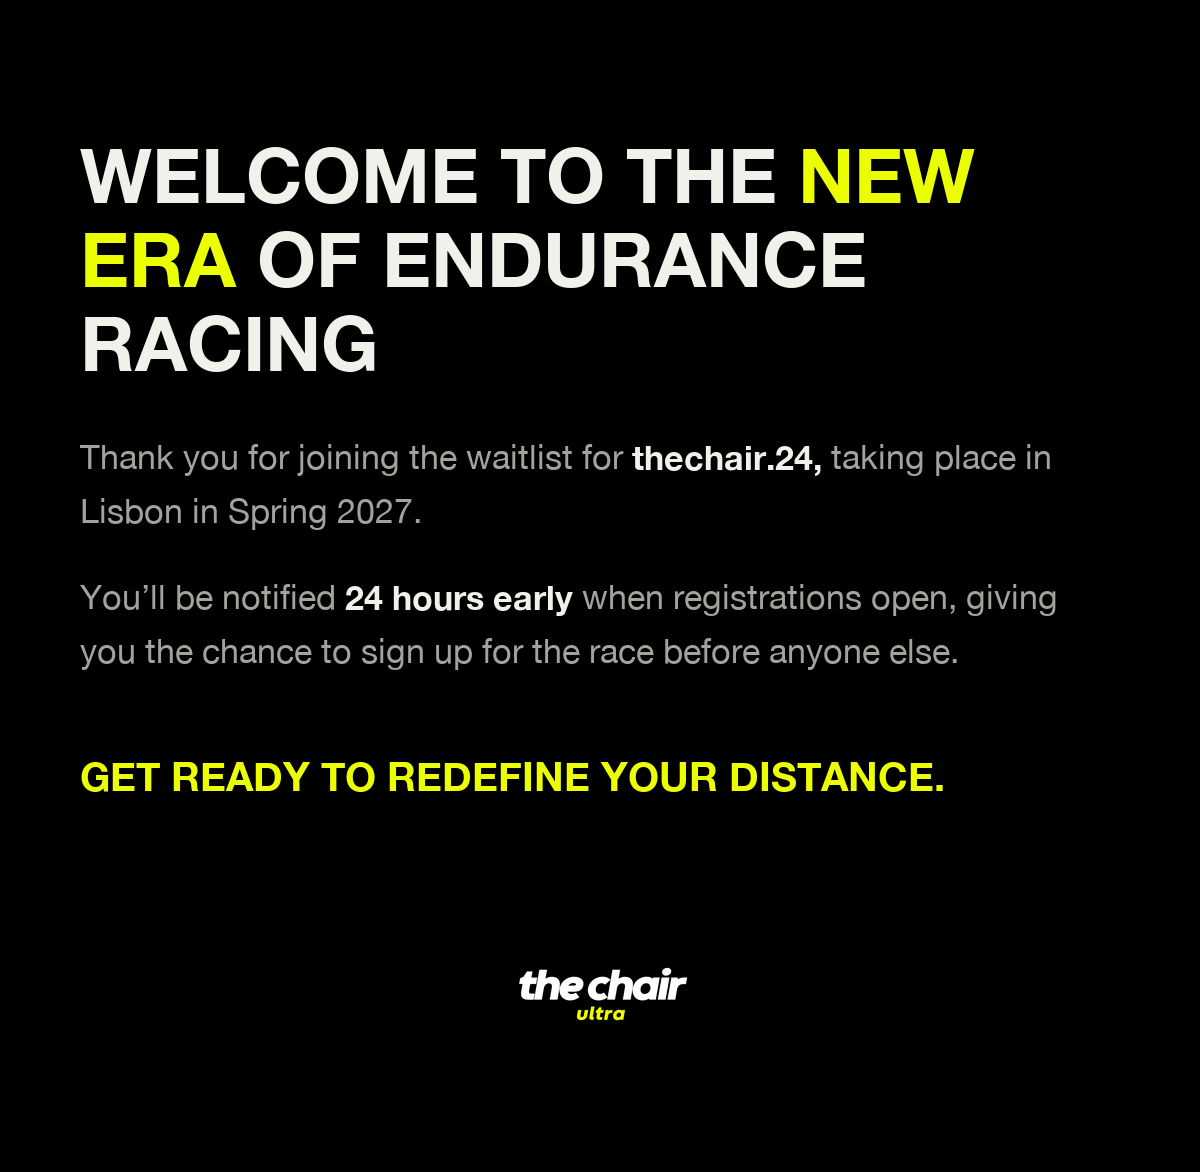 WELCOME TO THE NEW
ERA OF ENDURANCE
RACING
Thank you for joining the waitlist for thechair.24, taking place in
Lisbon in Spring 2027.
You’ll be notified 24 hours early when registrations open, giving
you the chance to sign up for the race before anyone else.
GET READY TO REDEFINE YOUR DISTANCE.
the chair
ultra